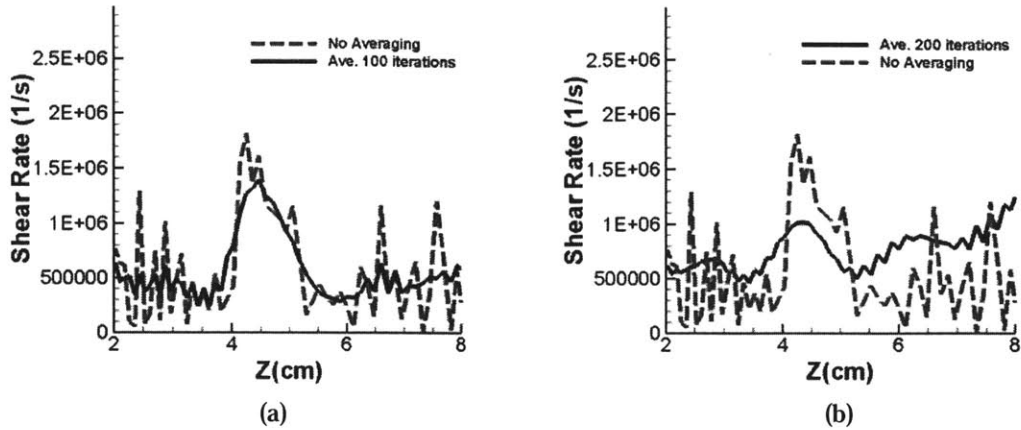 No Averaging
Ave. 100 iterations
2.5E+06
2E+06
1.5E+06
1E+06
500000
0
2 4 6 8
Shear Rate (1/s)
Z(cm)
(a)
Ave. 200 iterations
No Averaging
2.5E+06
2E+06
1.5E+06
1E+06
500000
0
2 4 6 8
Shear Rate (1/s)
Z(cm)
(b)